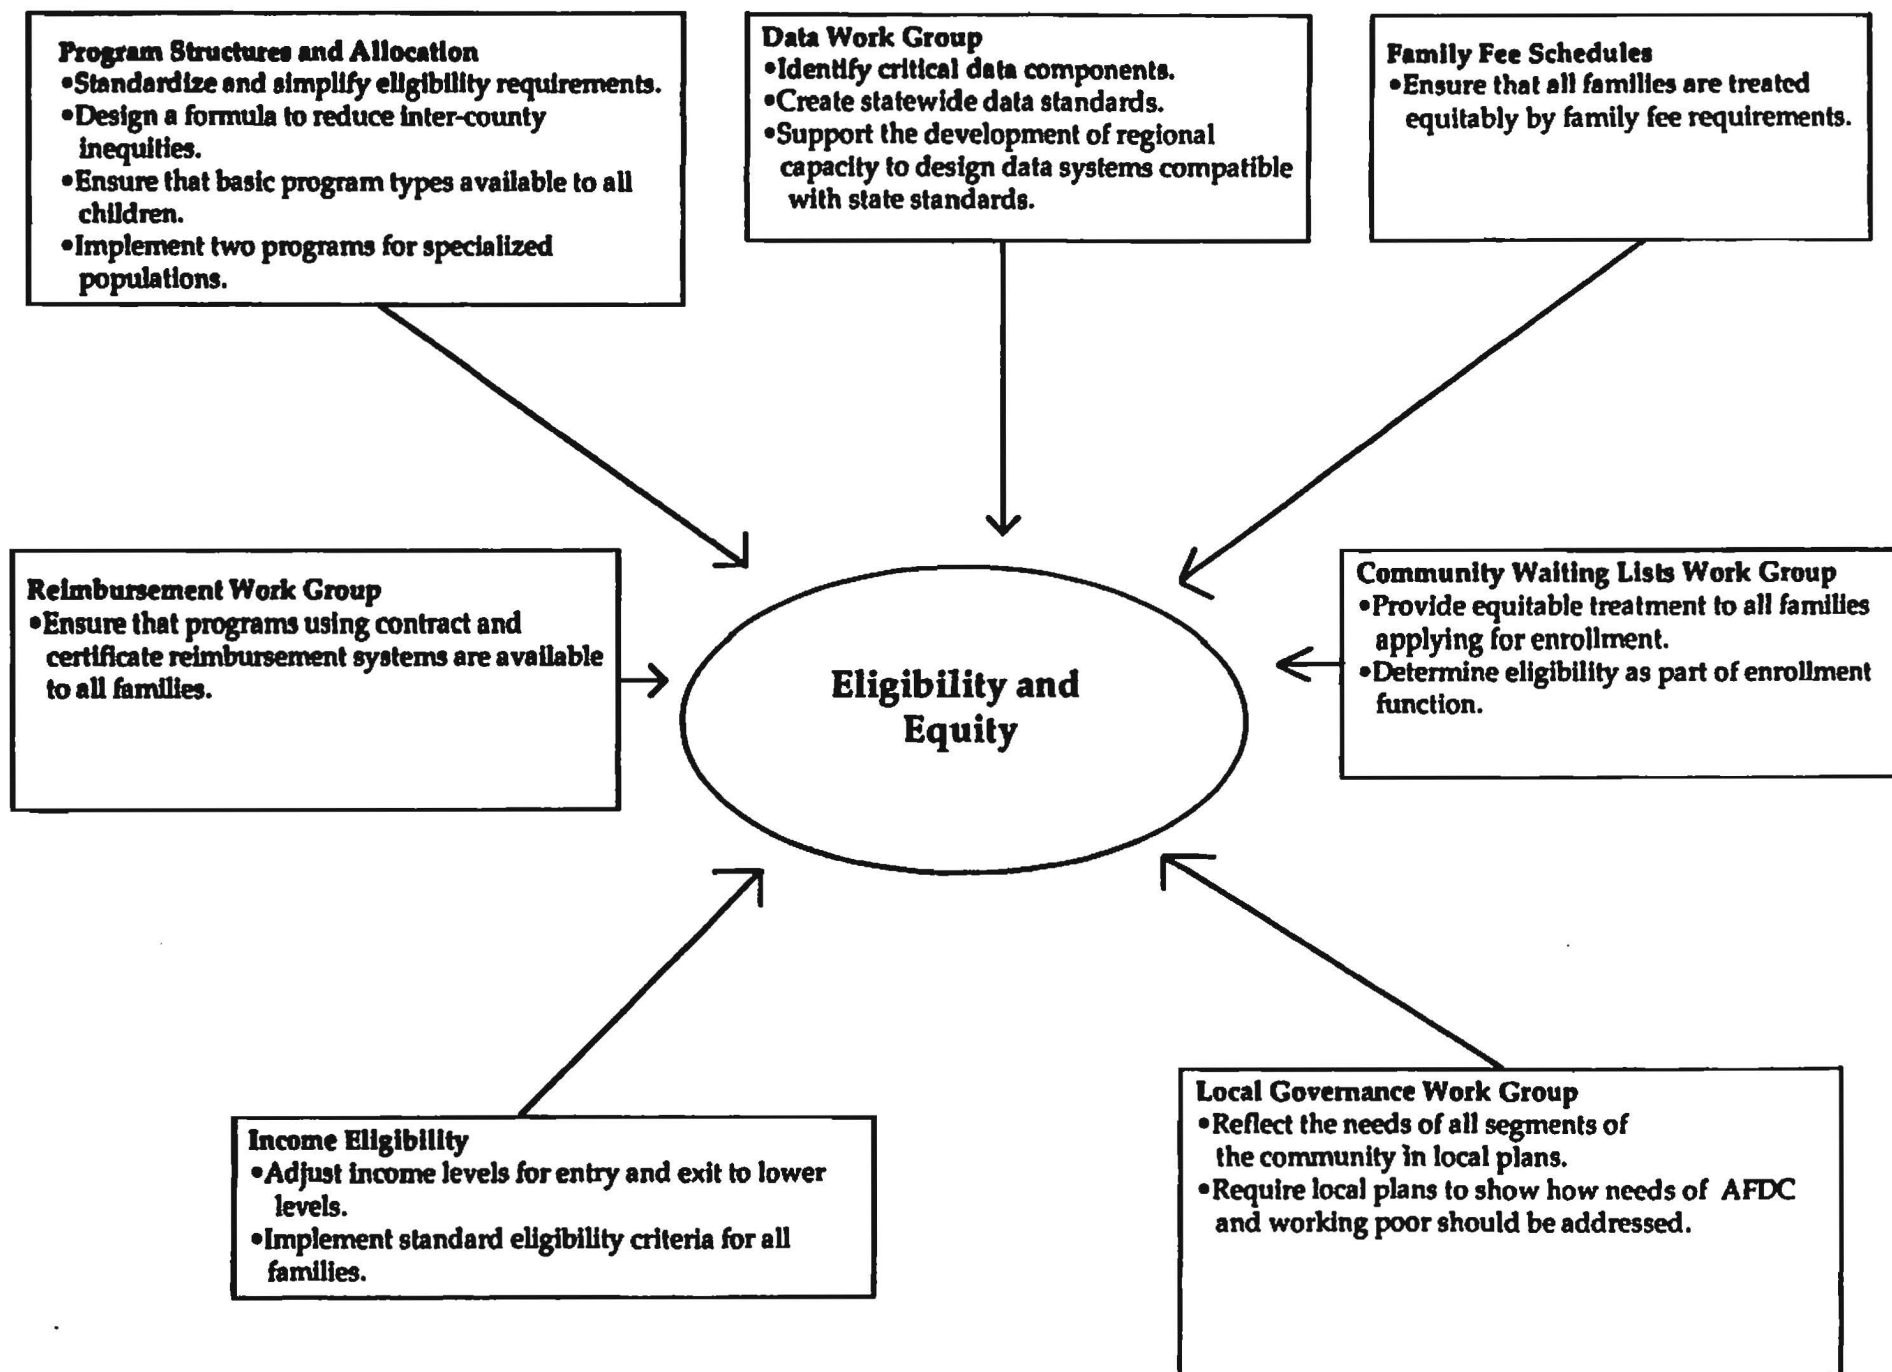 Program Structures and Allocation
•Standardize and simplify eligibility requirements.
•Design a formula to reduce inter-county
inequities.
•Ensure that basic program types available to all
children.
•Implement two programs for specialized
populations.
Data Work Group
•Identify critical data components.
•Create statewide data standards.
•Support the development of regional
capacity to design data systems compatible
with state standards.
Family Fee Schedules
•Ensure that all families are treated
equitably by family fee requirements.
Reimbursement Work Group
•Ensure that programs using contract and
certificate reimbursement systems are available
to all families.
Eligibility and
Equity
Community Waiting Lists Work Group
•Provide equitable treatment to all families
applying for enrollment.
•Determine eligibility as part of enrollment
function.
Income Eligibility
•Adjust income levels for entry and exit to lower
levels.
•Implement standard eligibility criteria for all
families.
Local Governance Work Group
•Reflect the needs of all segments of
the community in local plans.
•Require local plans to show how needs of AFDC
and working poor should be addressed.